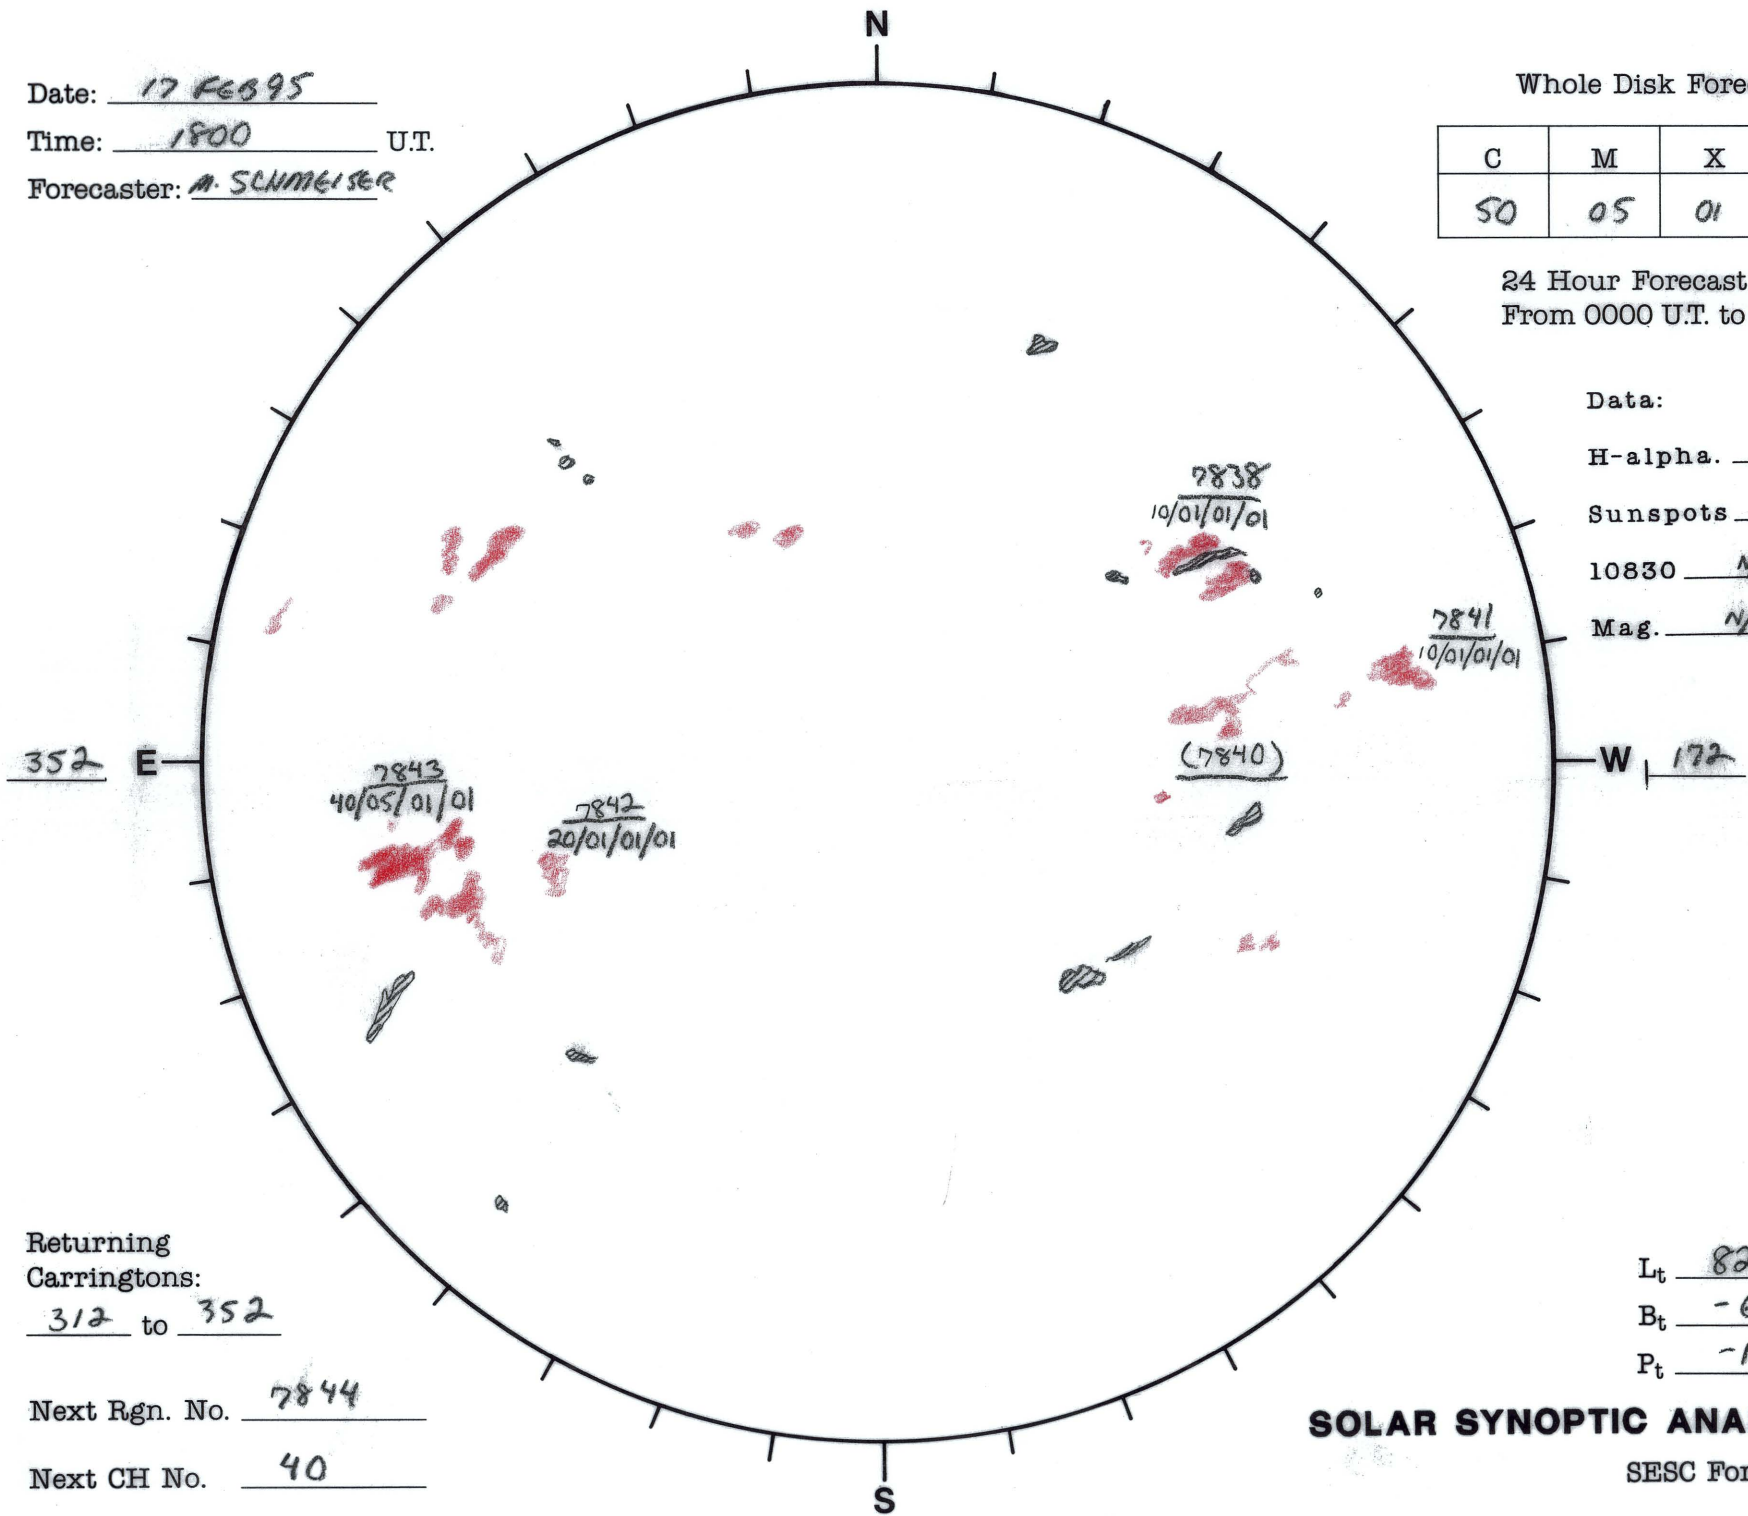 N
Date: 17 FEB 95
Time: 1800 U.T.
Forecaster: M. SCHMEISER
Whole Disk Fore
C M X
50 05 01
24 Hour Forecast
From 0000 U.T. to
Data:
H-alpha.
Sunspots
10830 N
Mag. N/
7838
10/01/01/01
7841
10/01/01/01
352 E
W 172
(7840)
7843
40/05/01/01
7842
20/01/01/01
Returning
Carringtons:
312 to 352
Next Rgn. No. 7844
Next CH No. 40
Lt 82
Bt -6
Pt -1
SOLAR SYNOPTIC ANA
SESC For
S